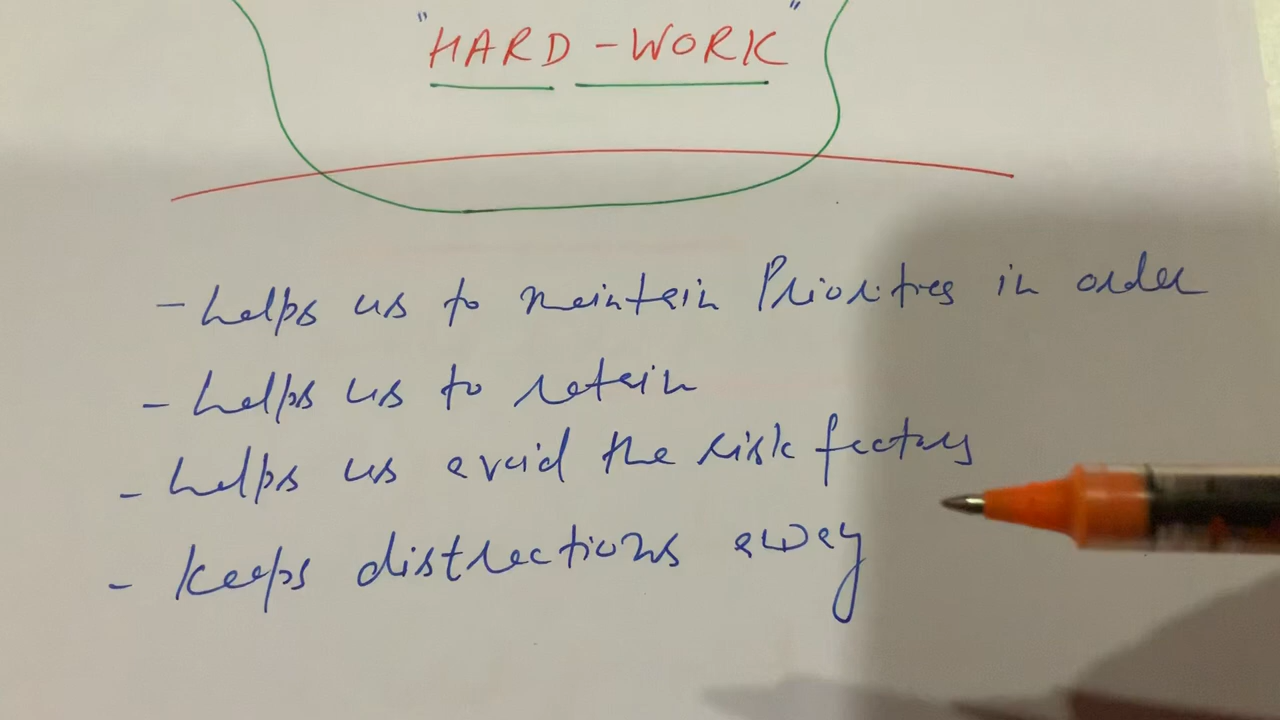 "HARD-WORK"
- helps us to maintain Priorities in order
- helps us to retain
- helps us avoid the risk factors
- keeps distractions away